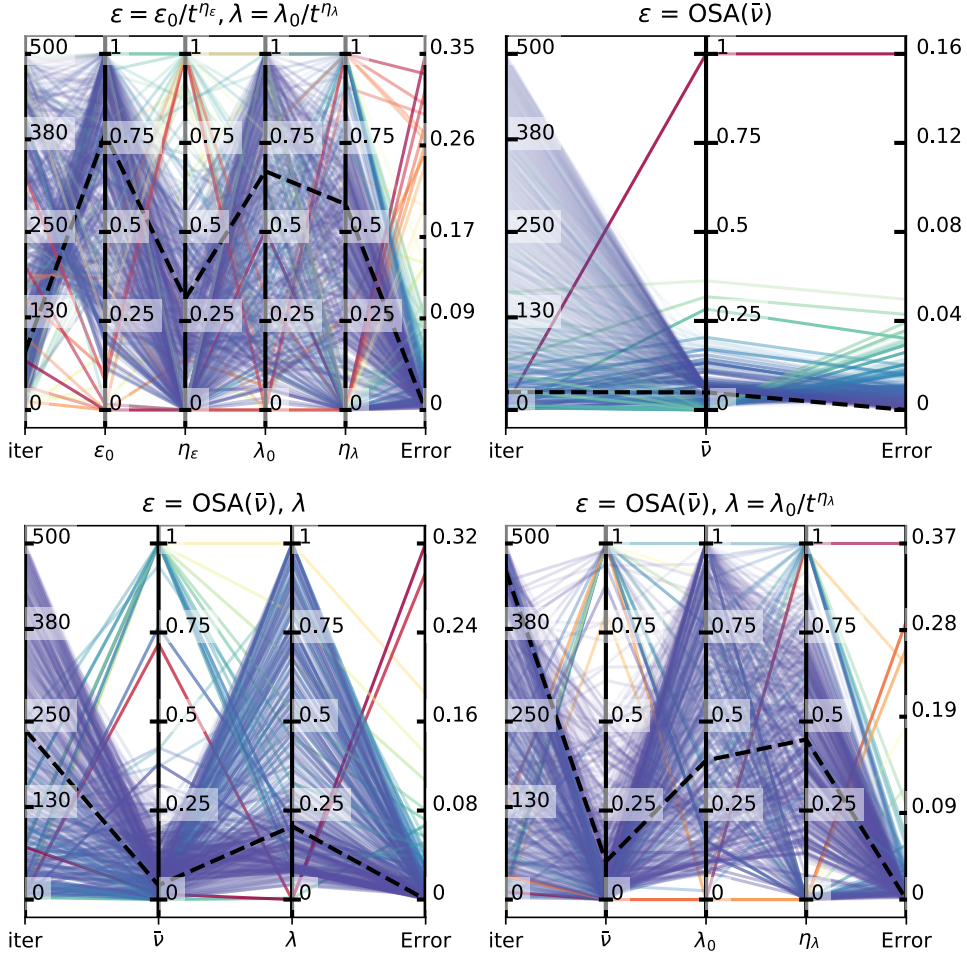 ε = ε₀/t^{η_ε}, λ = λ₀/t^{η_λ}
500 1 1 1 1 0.35
380 0.75 0.75 0.75 0.75 0.26
250 0.5 0.5 0.5 0.5 0.17
130 0.25 0.25 0.25 0.25 0.09
0 0 0 0 0 0
iter ε₀ η_ε λ₀ η_λ Error
ε = OSA(ν̄)
500 1 0.16
380 0.75 0.12
250 0.5 0.08
130 0.25 0.04
0 0 0
iter ν̄ Error
ε = OSA(ν̄), λ
500 1 1 0.32
380 0.75 0.75 0.24
250 0.5 0.5 0.16
130 0.25 0.25 0.08
0 0 0 0
iter ν̄ λ Error
ε = OSA(ν̄), λ = λ₀/t^{η_λ}
500 1 1 1 0.37
380 0.75 0.75 0.75 0.28
250 0.5 0.5 0.5 0.19
130 0.25 0.25 0.25 0.09
0 0 0 0 0
iter ν̄ λ₀ η_λ Error